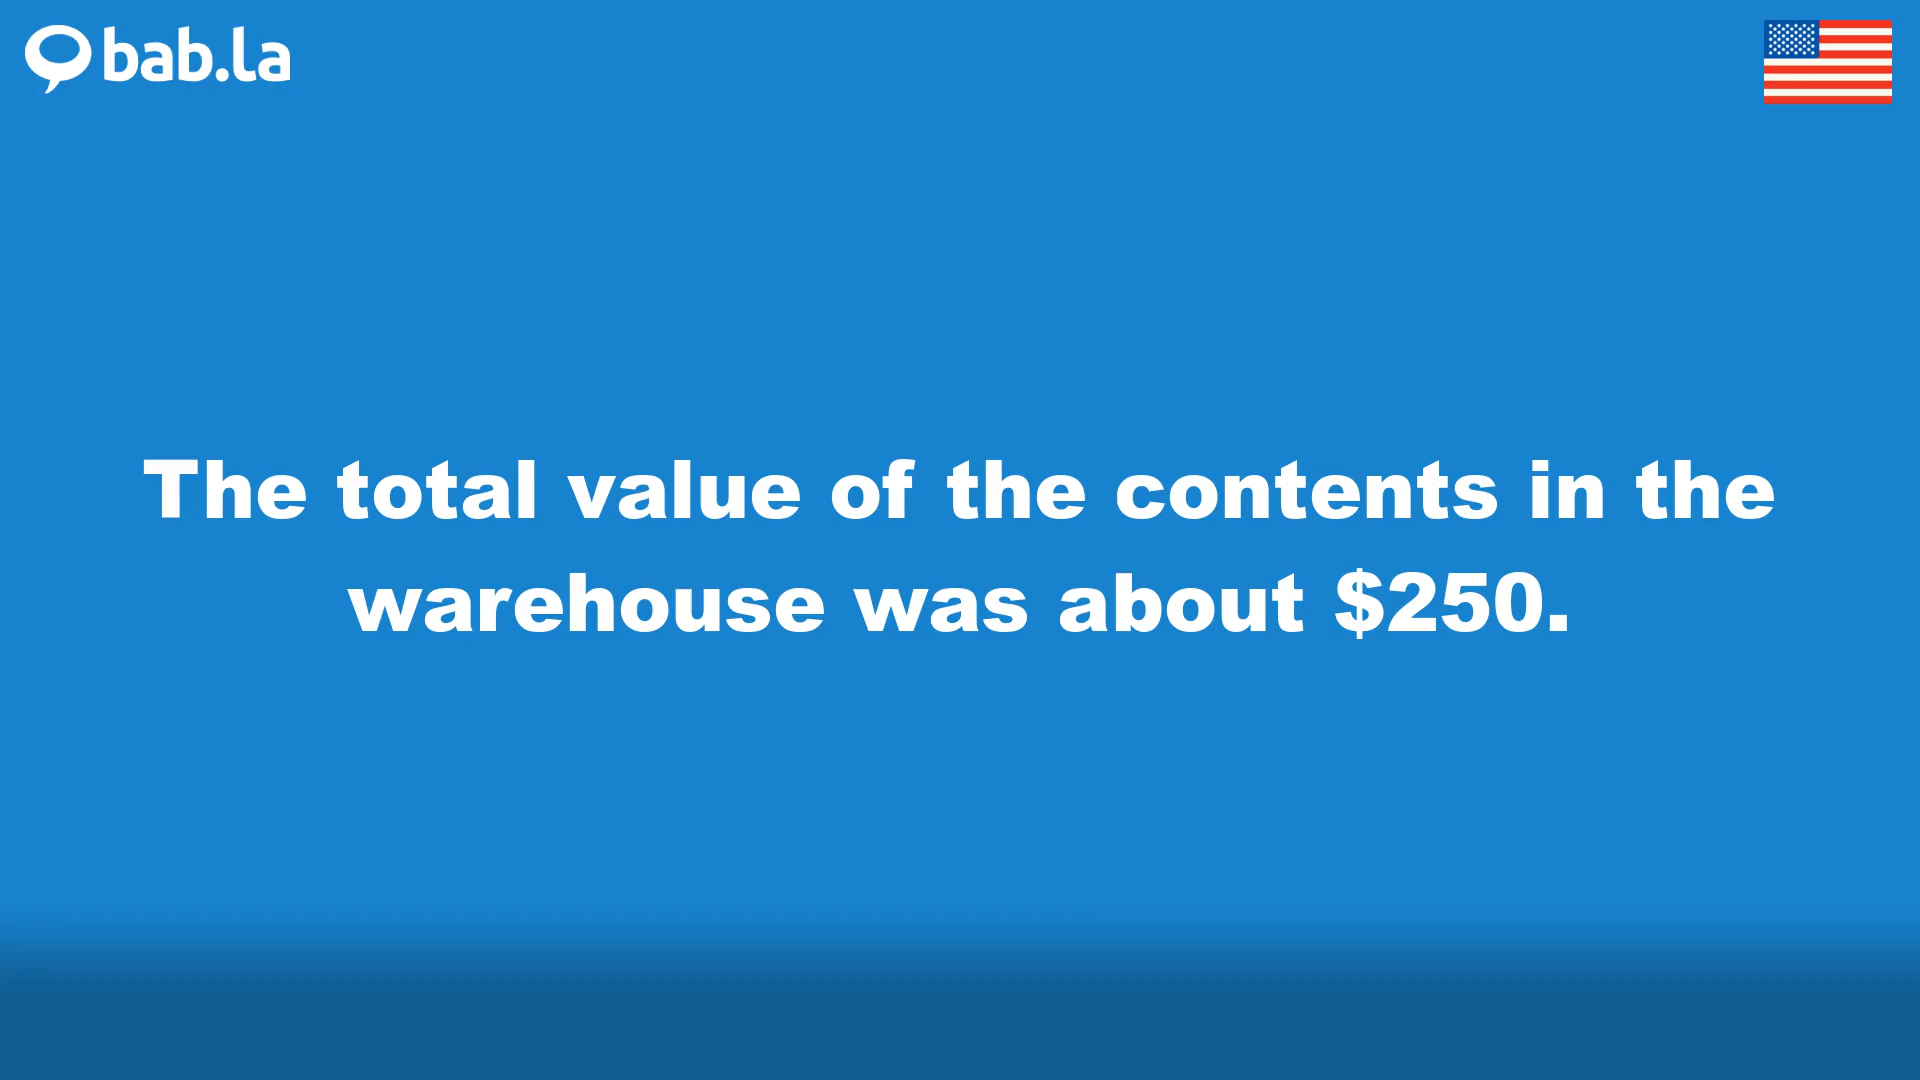 bab.la
The total value of the contents in the
warehouse was about $250.